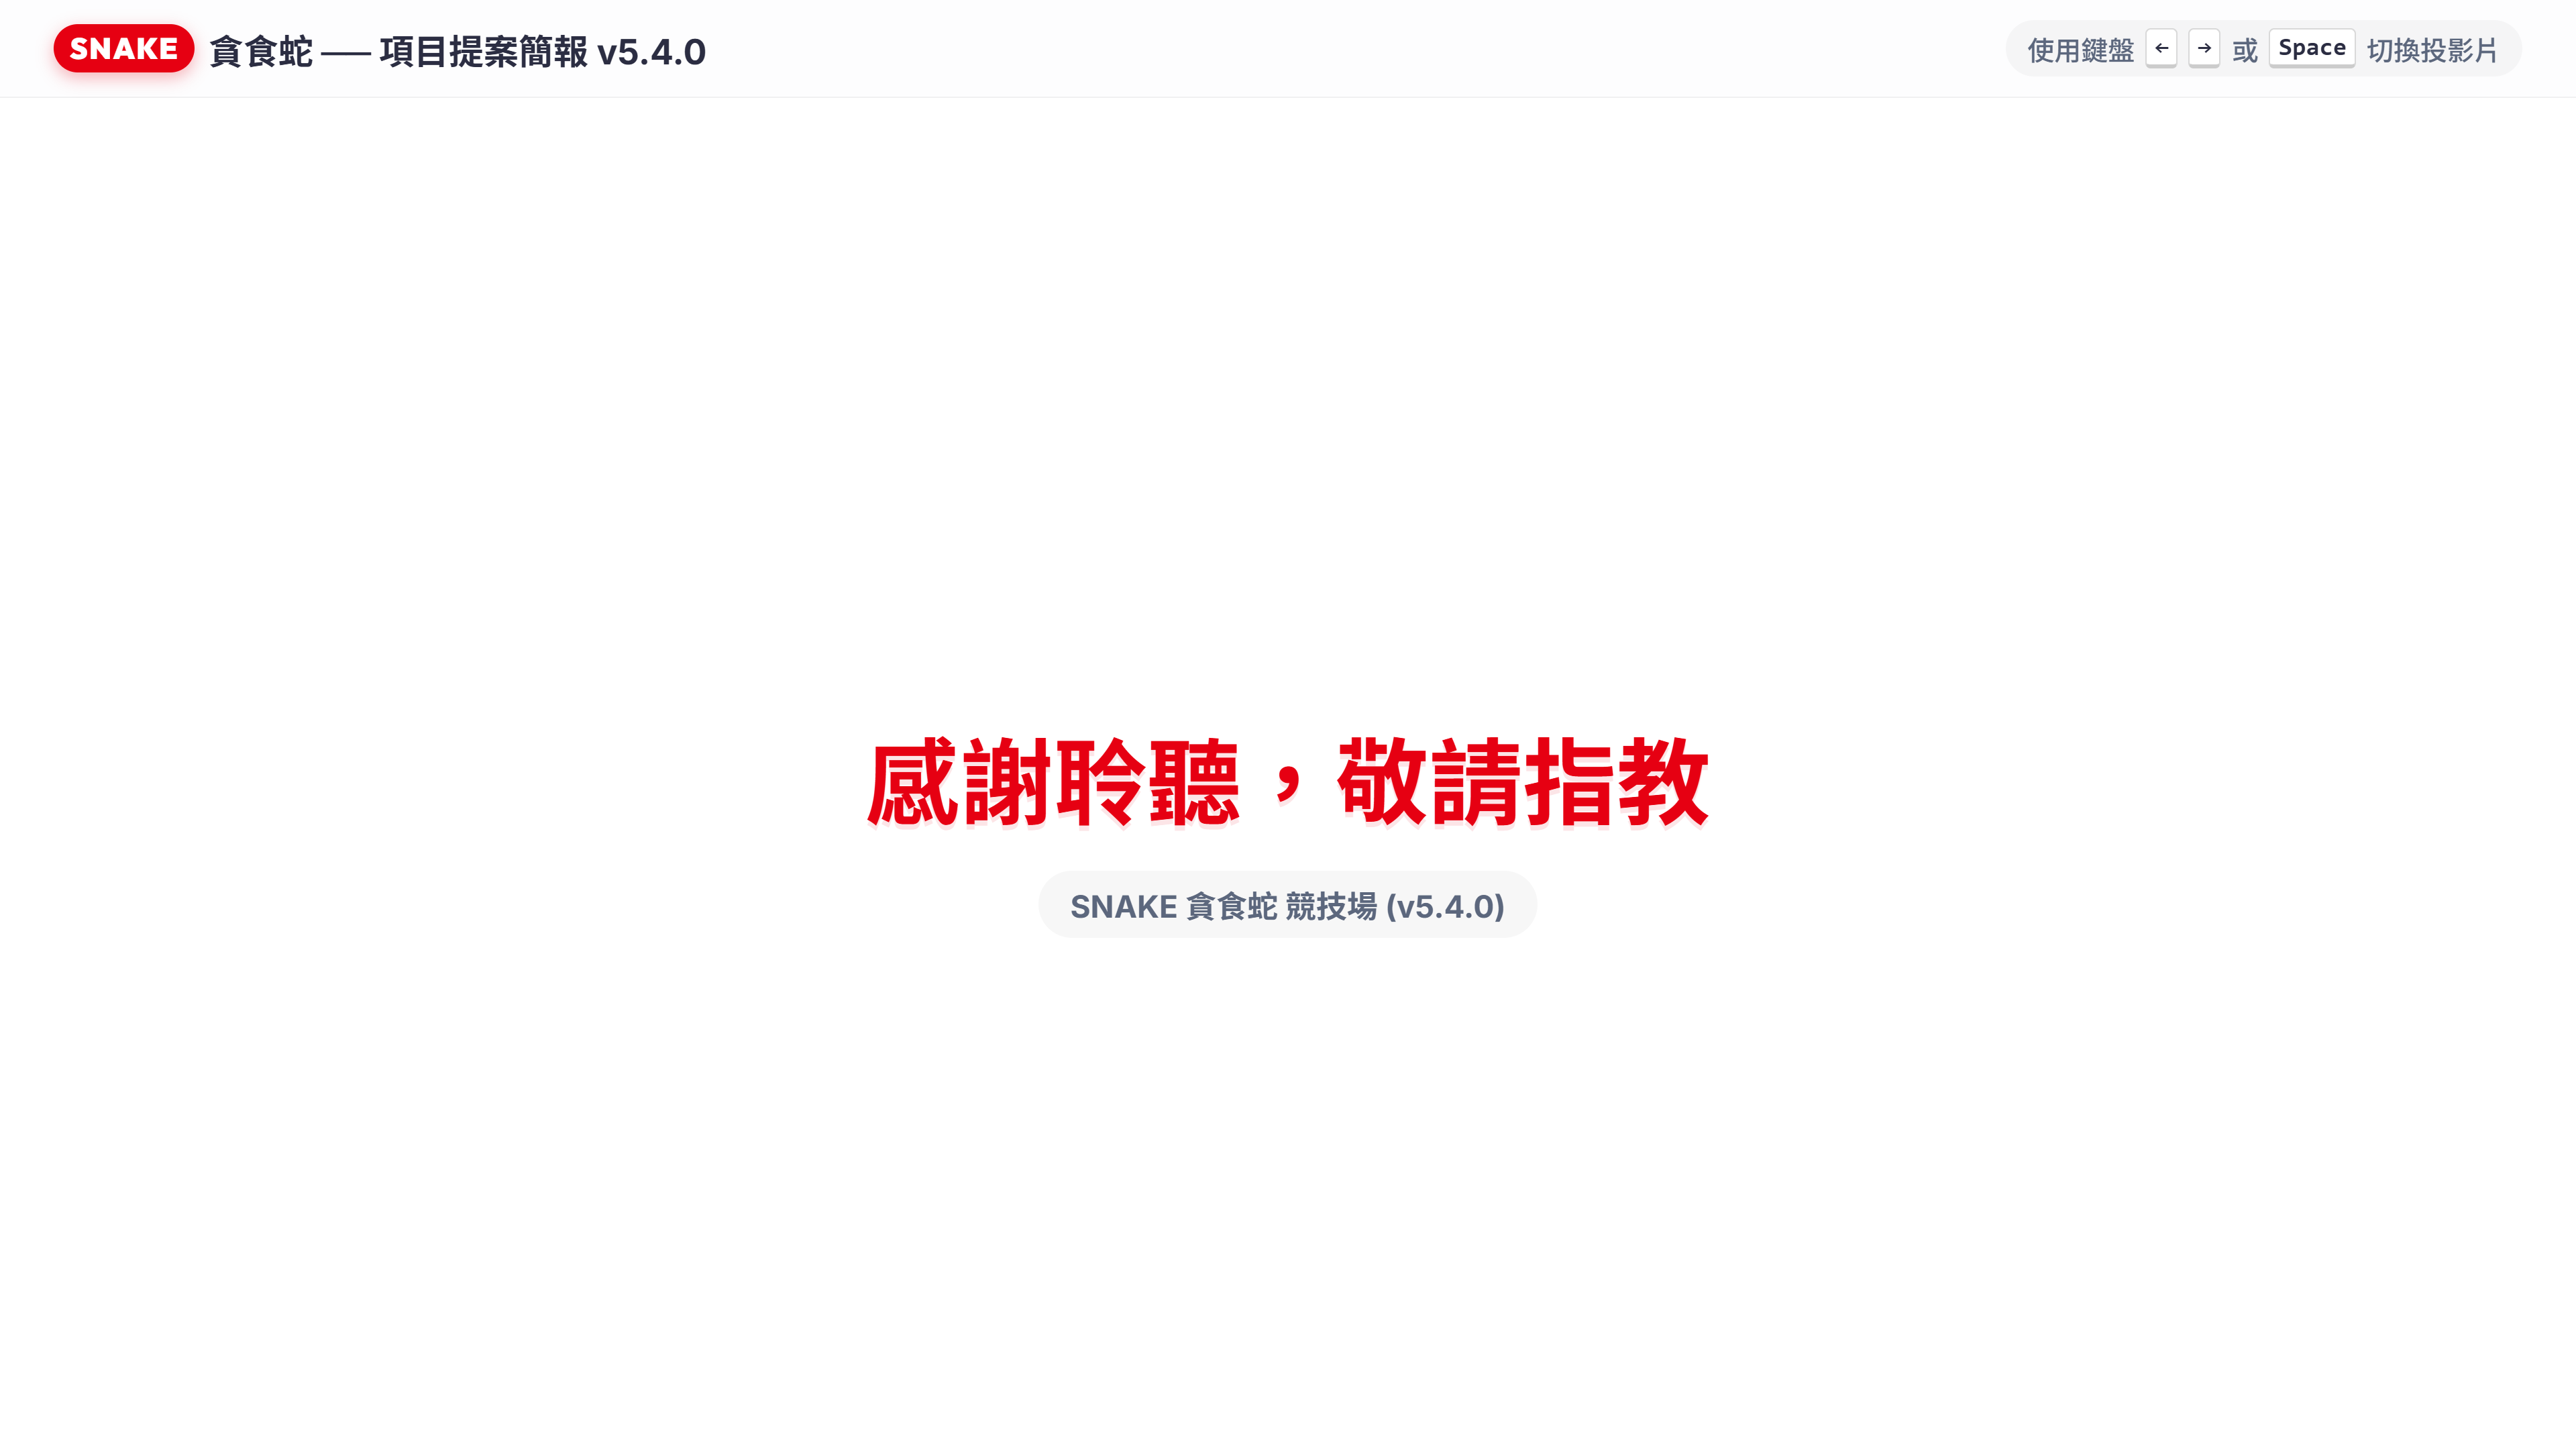 SNAKE 貪食蛇 —— 項目提案簡報 v5.4.0
使用鍵盤 ← → 或 Space 切換投影片
感謝聆聽，敬請指教
SNAKE 貪食蛇 競技場 (v5.4.0)